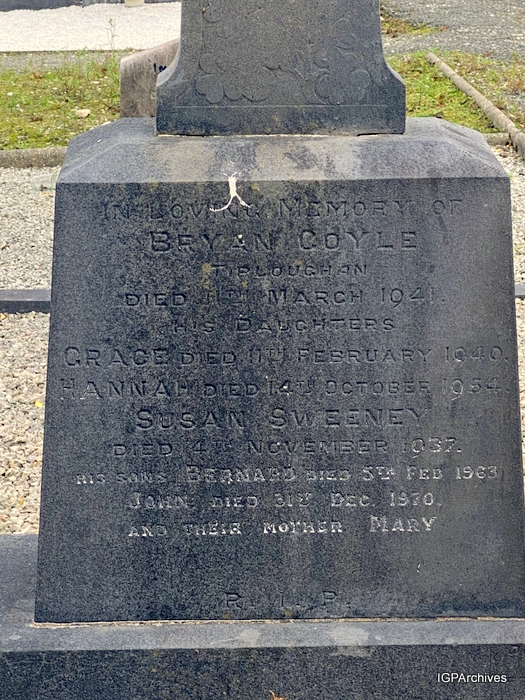 IN LOVING MEMORY OF
BRYAN COYLE
TIPLOUGHAN
DIED 11TH MARCH 1941.
HIS DAUGHTERS
GRACE DIED 11TH FEBRUARY 1940.
HANNAH DIED 14TH OCTOBER 1954
SUSAN SWEENEY
DIED 4TH NOVEMBER 1937.
HIS SONS BERNARD DIED 5TH FEB 1963
JOHN DIED 31ST DEC. 1970.
AND THEIR MOTHER MARY
R. I. P.
IGPArchives